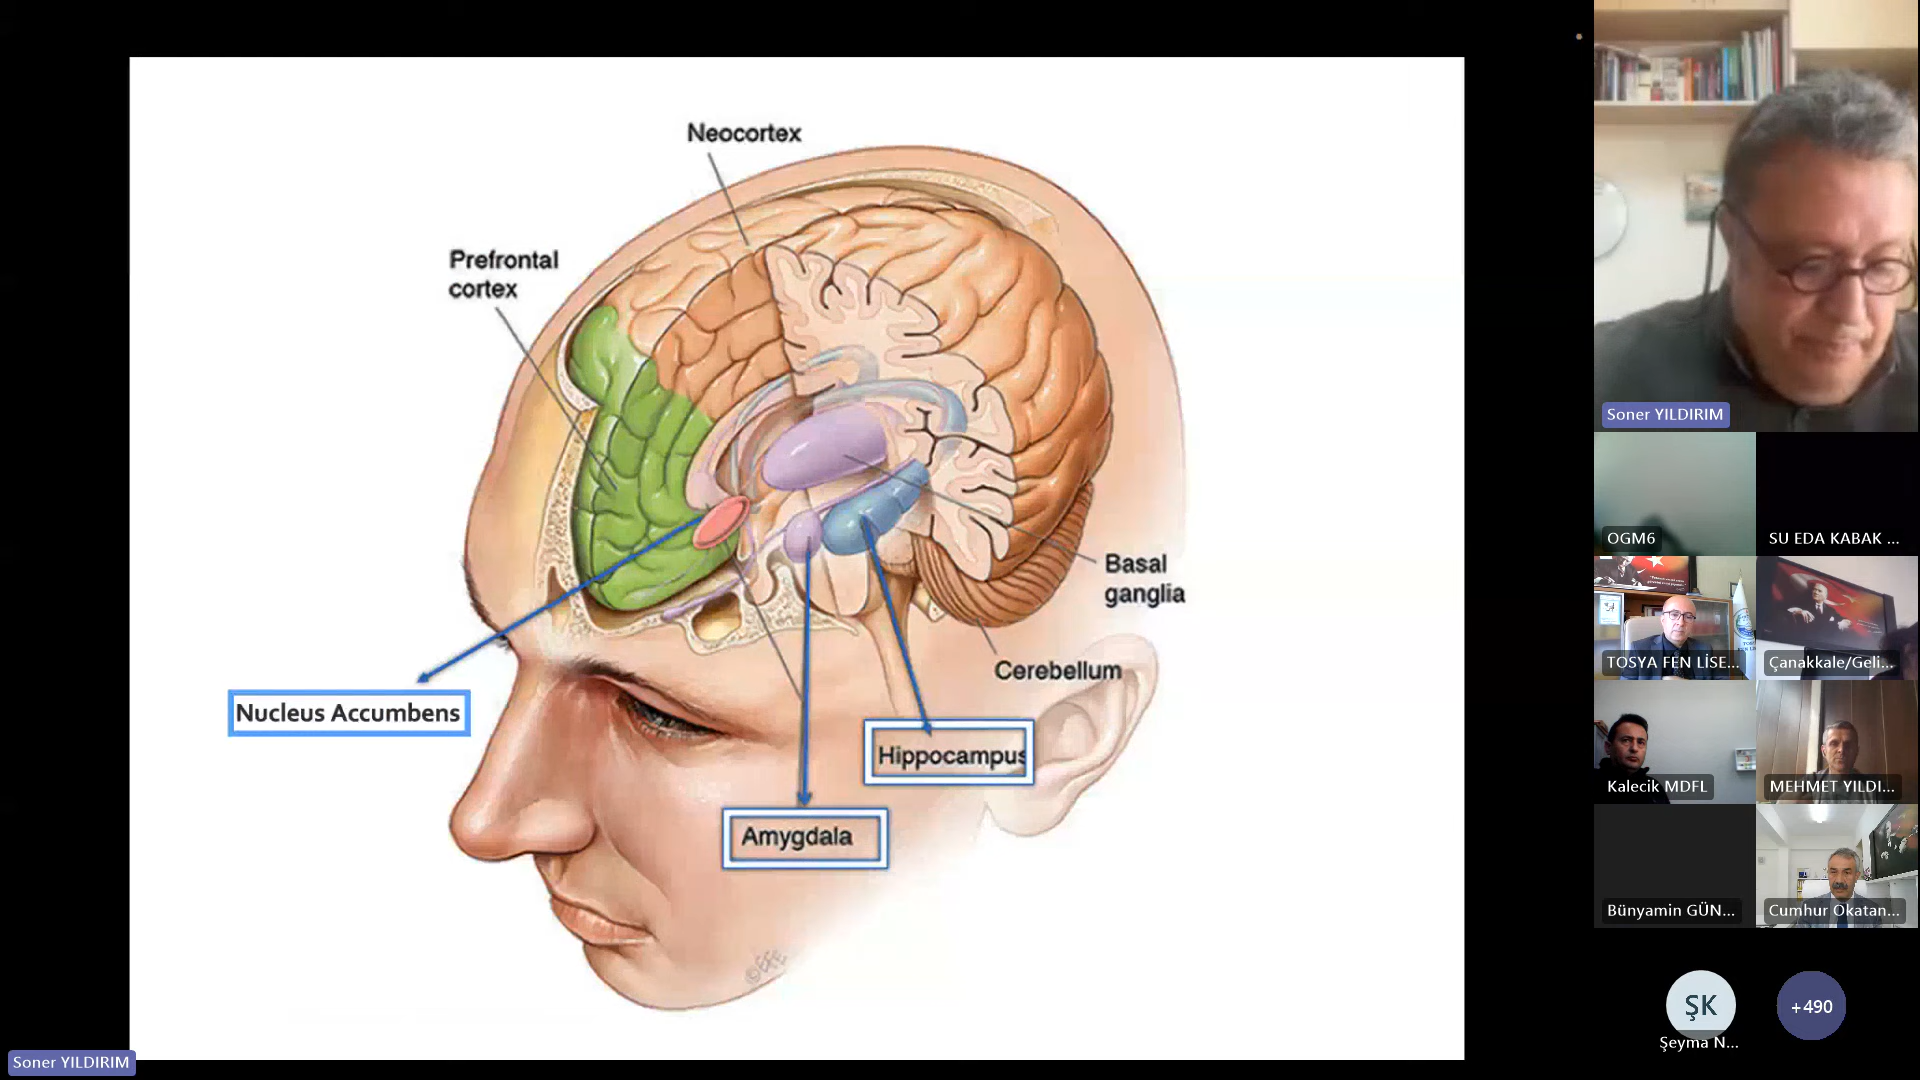 Neocortex
Prefrontal
cortex
Basal
ganglia
Cerebellum
Nucleus Accumbens
Hippocampus
Amygdala
©EFE
Soner YILDIRIM
Soner YILDIRIM
OGM6
SU EDA KABAK ...
TOSYA FEN LİSE...
Çanakkale/Geli...
Kalecik MDFL
MEHMET YILDI...
Bünyamin GÜN...
Cumhur Okatan...
ŞK
Şeyma N...
+490